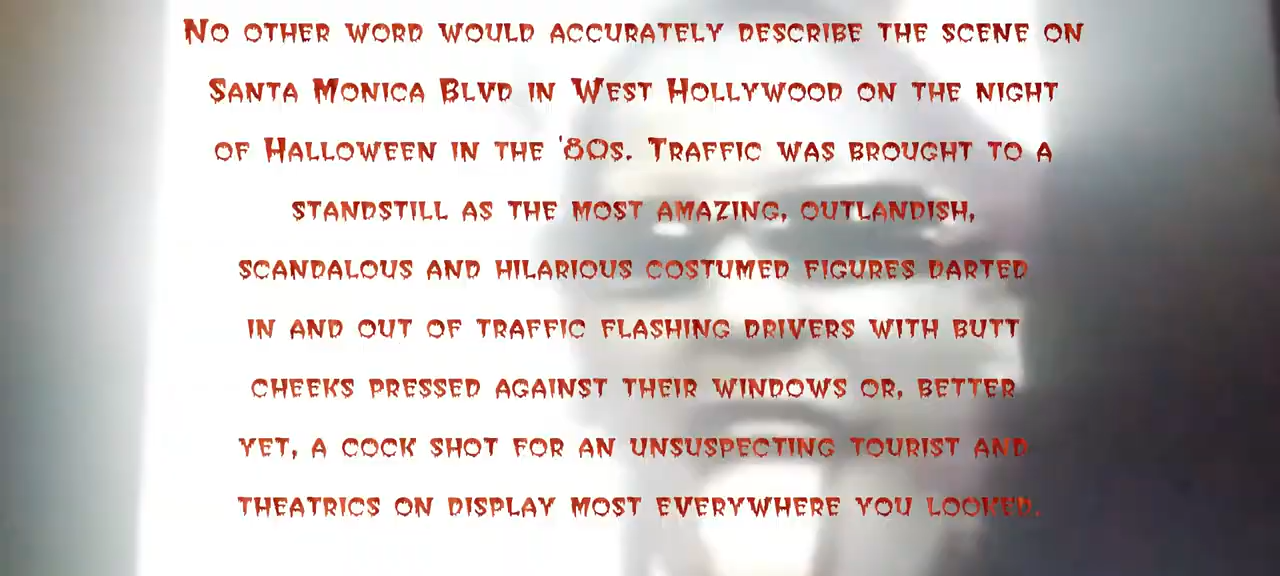 No other word would accurately describe the scene on
Santa Monica Blvd in West Hollywood on the night
of Halloween in the '80s. Traffic was brought to a
standstill as the most amazing, outlandish,
scandalous and hilarious costumed figures darted
in and out of traffic flashing drivers with butt
cheeks pressed against their windows or, better
yet, a cock shot for an unsuspecting tourist and
theatrics on display most everywhere you looked.